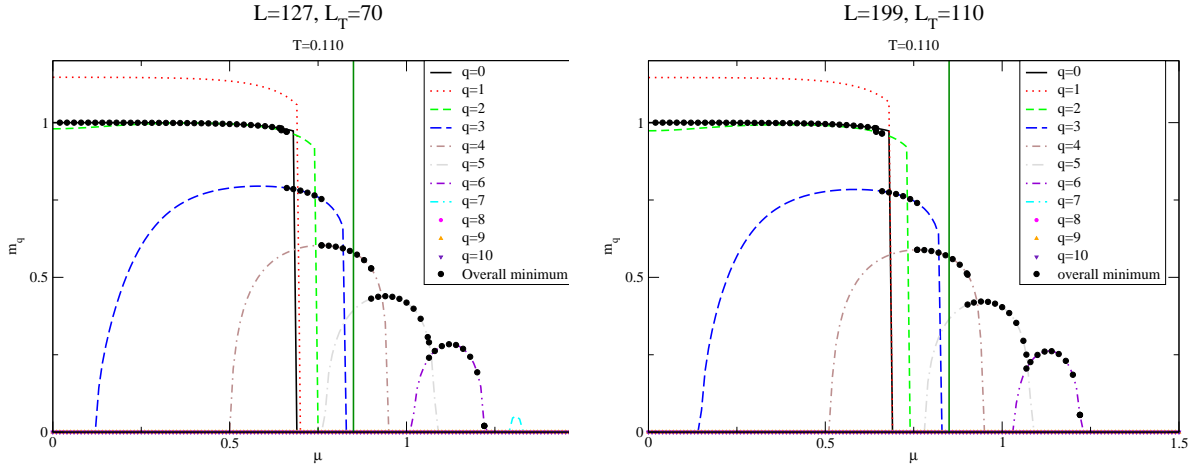 L=127, L_T=70
T=0.110
q=0
q=1
q=2
q=3
q=4
q=5
q=6
q=7
q=8
q=9
q=10
Overall minimum
m_q
1
0.5
0
0
0.5
1
μ
L=199, L_T=110
T=0.110
q=0
q=1
q=2
q=3
q=4
q=5
q=6
q=7
q=8
q=9
q=10
overall minimum
m_q
1
0.5
0
0
0.5
1
1.5
μ